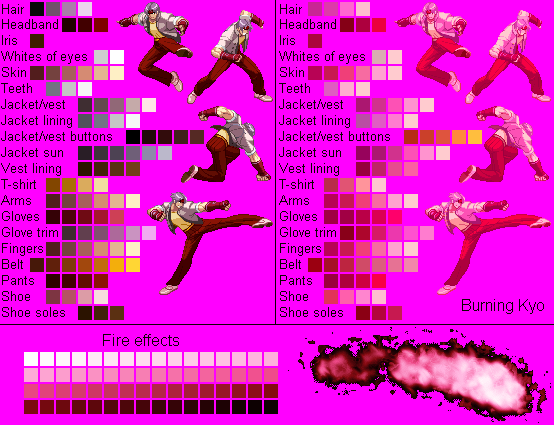 Hair
Headband
Iris
Whites of eyes
Skin
Teeth
Jacket/vest
Jacket lining
Jacket/vest buttons
Jacket sun
Vest lining
T-shirt
Arms
Gloves
Glove trim
Fingers
Belt
Pants
Shoe
Shoe soles
Hair
Headband
Iris
Whites of eyes
Skin
Teeth
Jacket/vest
Jacket lining
Jacket/vest buttons
Jacket sun
Vest lining
T-shirt
Arms
Gloves
Glove trim
Fingers
Belt
Pants
Shoe
Shoe soles
Burning Kyo
Fire effects